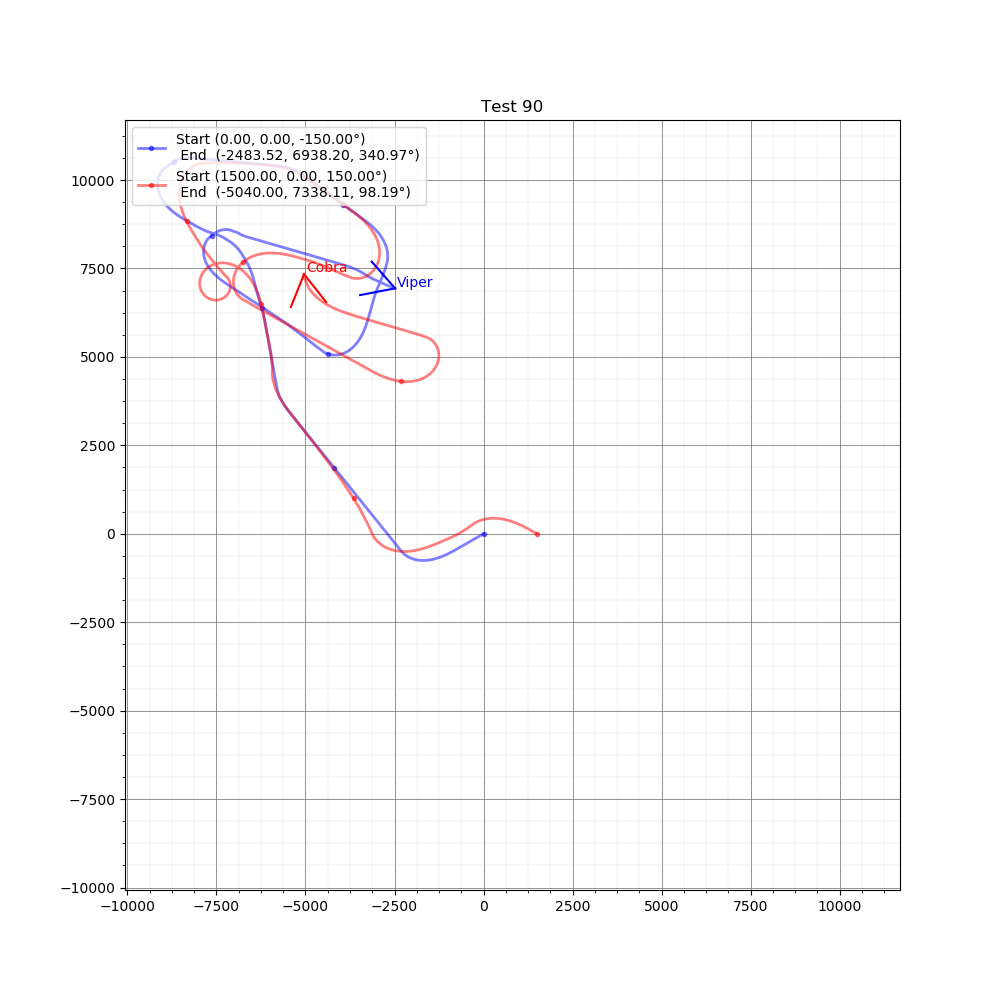 Test 90
Start (0.00, 0.00, -150.00°)
End (-2483.52, 6938.20, 340.97°)
Start (1500.00, 0.00, 150.00°)
End (-5040.00, 7338.11, 98.19°)
10000
7500
5000
2500
0
−2500
−5000
−7500
−10000
Cobra
Viper
−10000 −7500 −5000 −2500 0 2500 5000 7500 10000